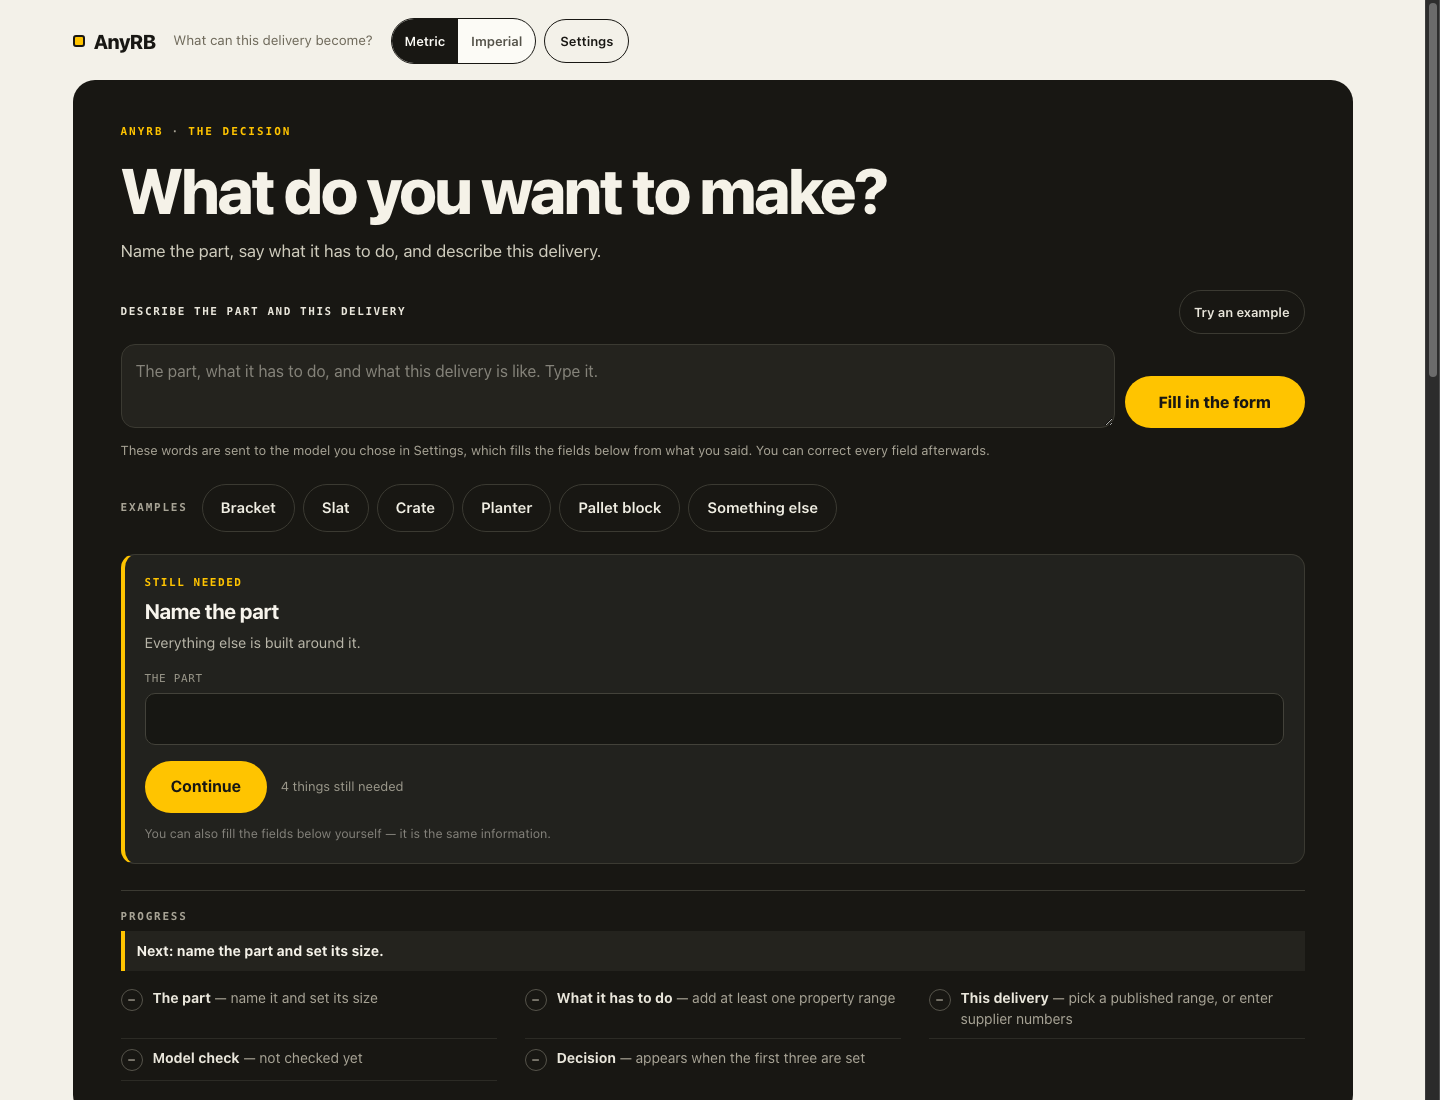 AnyRB
What can this delivery become?
Metric
Imperial
Settings
ANYRB · THE DECISION
What do you want to make?
Name the part, say what it has to do, and describe this delivery.
DESCRIBE THE PART AND THIS DELIVERY
Try an example
The part, what it has to do, and what this delivery is like. Type it.
Fill in the form
These words are sent to the model you chose in Settings, which fills the fields below from what you said. You can correct every field afterwards.
EXAMPLES
Bracket
Slat
Crate
Planter
Pallet block
Something else
STILL NEEDED
Name the part
Everything else is built around it.
THE PART
Continue
4 things still needed
You can also fill the fields below yourself — it is the same information.
PROGRESS
Next: name the part and set its size.
The part — name it and set its size
What it has to do — add at least one property range
This delivery — pick a published range, or enter
supplier numbers
Model check — not checked yet
Decision — appears when the first three are set